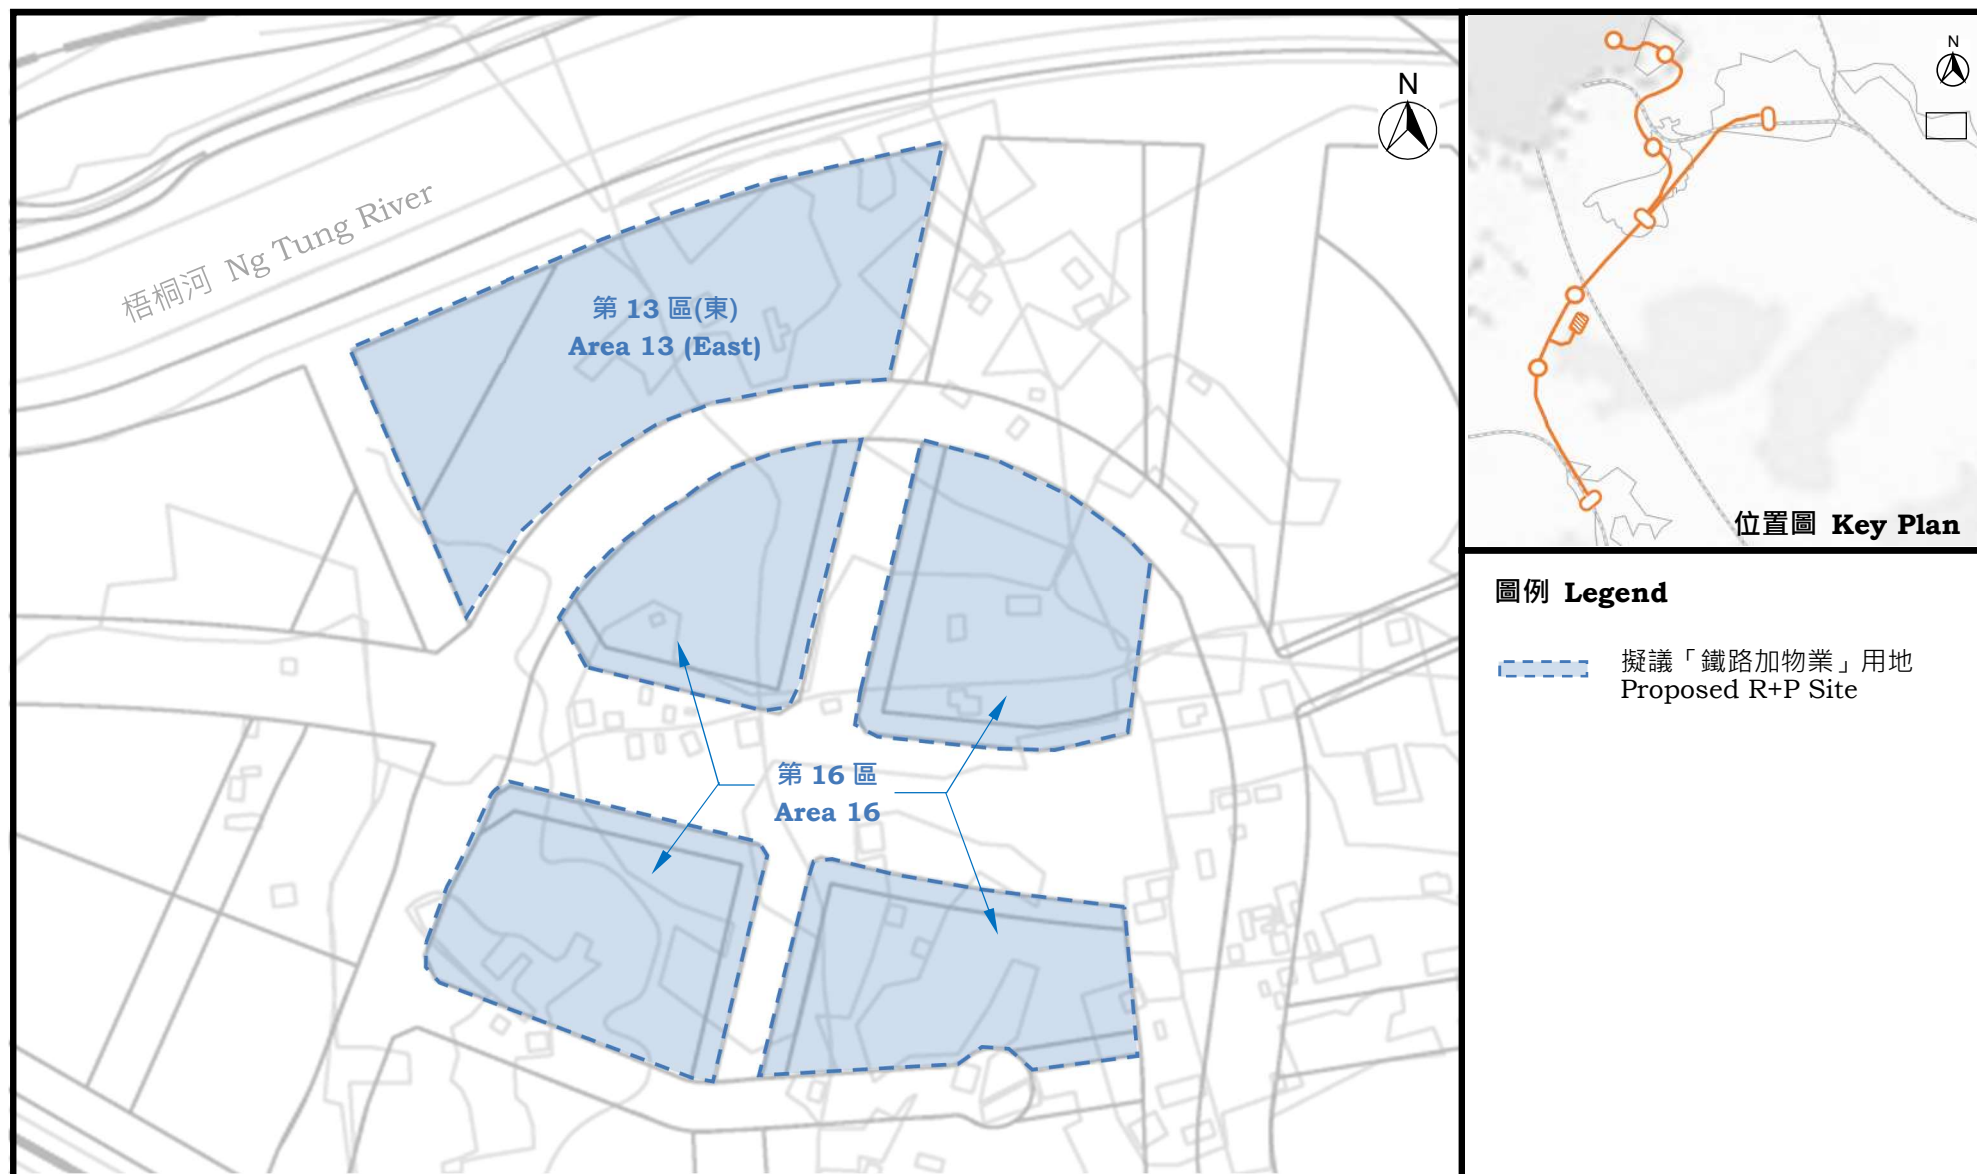 N
梧桐河 Ng Tung River
第 13 區(東)
Area 13 (East)
第 16 區
Area 16
N
位置圖 Key Plan
圖例 Legend
擬議「鐵路加物業」用地
Proposed R+P Site